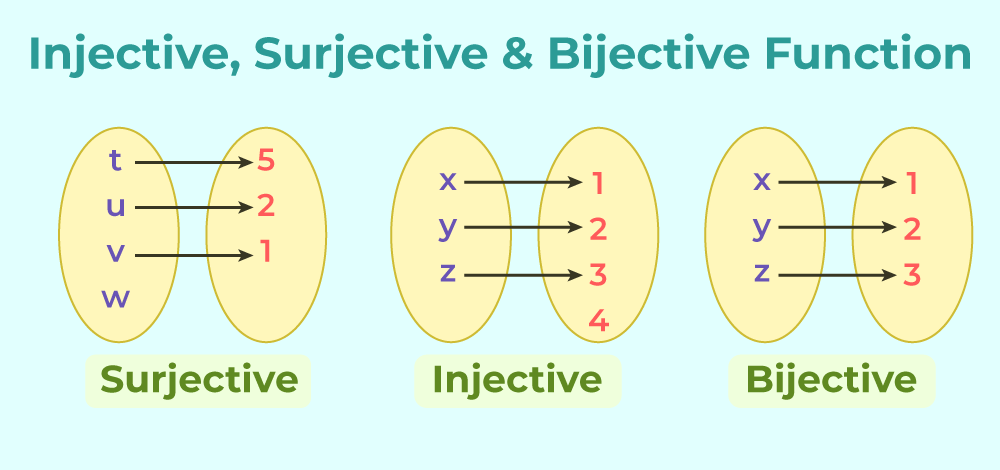 Injective, Surjective & Bijective Function
t 5
u 2
v 1
w
Surjective
x 1
y 2
z 3
4
Injective
x 1
y 2
z 3
Bijective